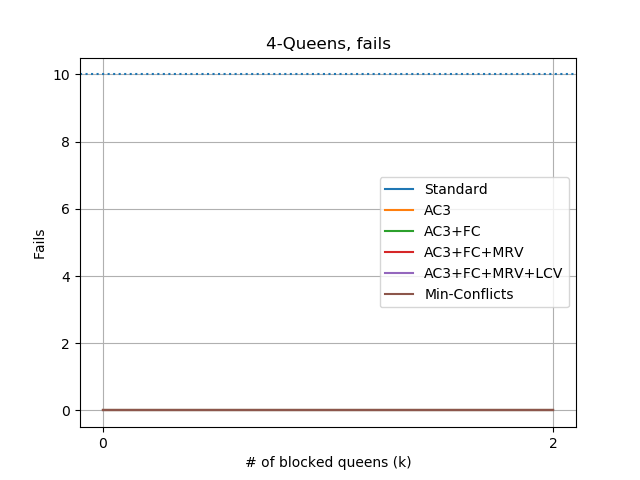 4-Queens, fails
10
8
6
4
2
0
Fails
Standard
AC3
AC3+FC
AC3+FC+MRV
AC3+FC+MRV+LCV
Min-Conflicts
0
2
# of blocked queens (k)